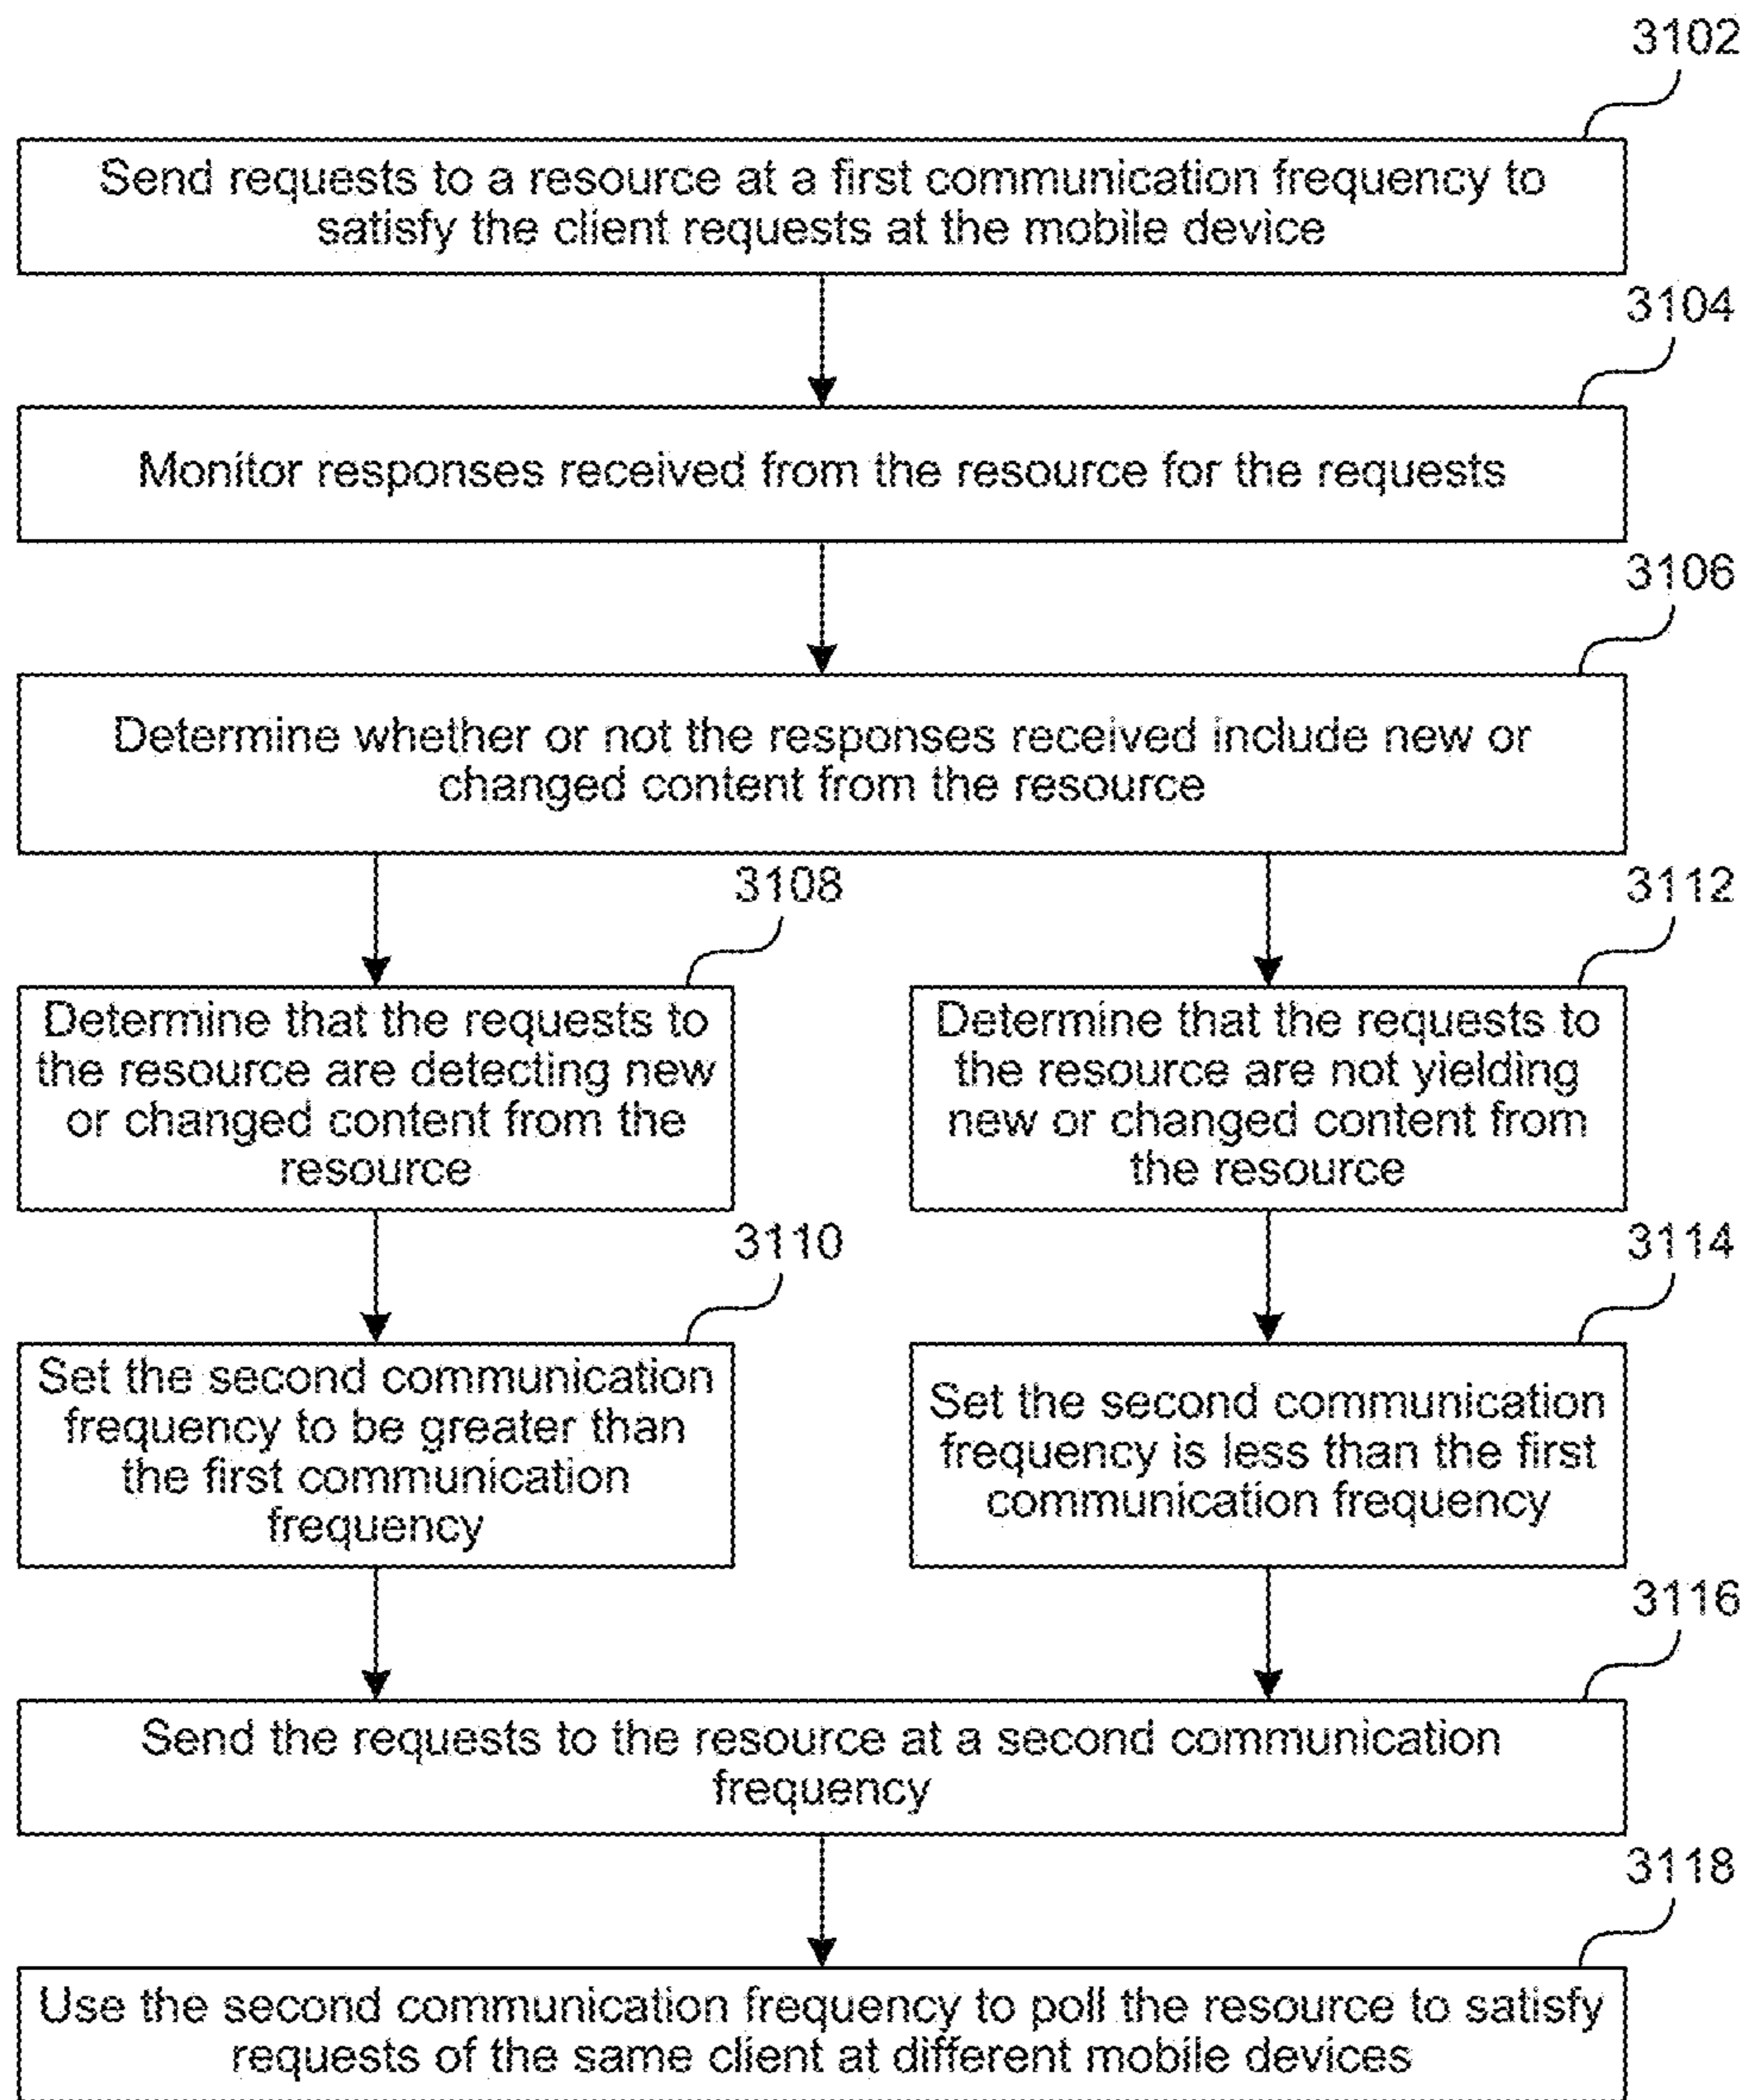 3102
Send requests to a resource at a first communication frequency to
satisfy the client requests at the mobile device
3104
Monitor responses received from the resource for the requests
3106
Determine whether or not the responses received include new or
changed content from the resource
3108
Determine that the requests to
the resource are detecting new
or changed content from the
resource
3112
Determine that the requests to
the resource are not yielding
new or changed content from
the resource
3110
Set the second communication
frequency to be greater than
the first communication
frequency
3114
Set the second communication
frequency is less than the first
communication frequency
3116
Send the requests to the resource at a second communication
frequency
3118
Use the second communication frequency to poll the resource to satisfy
requests of the same client at different mobile devices